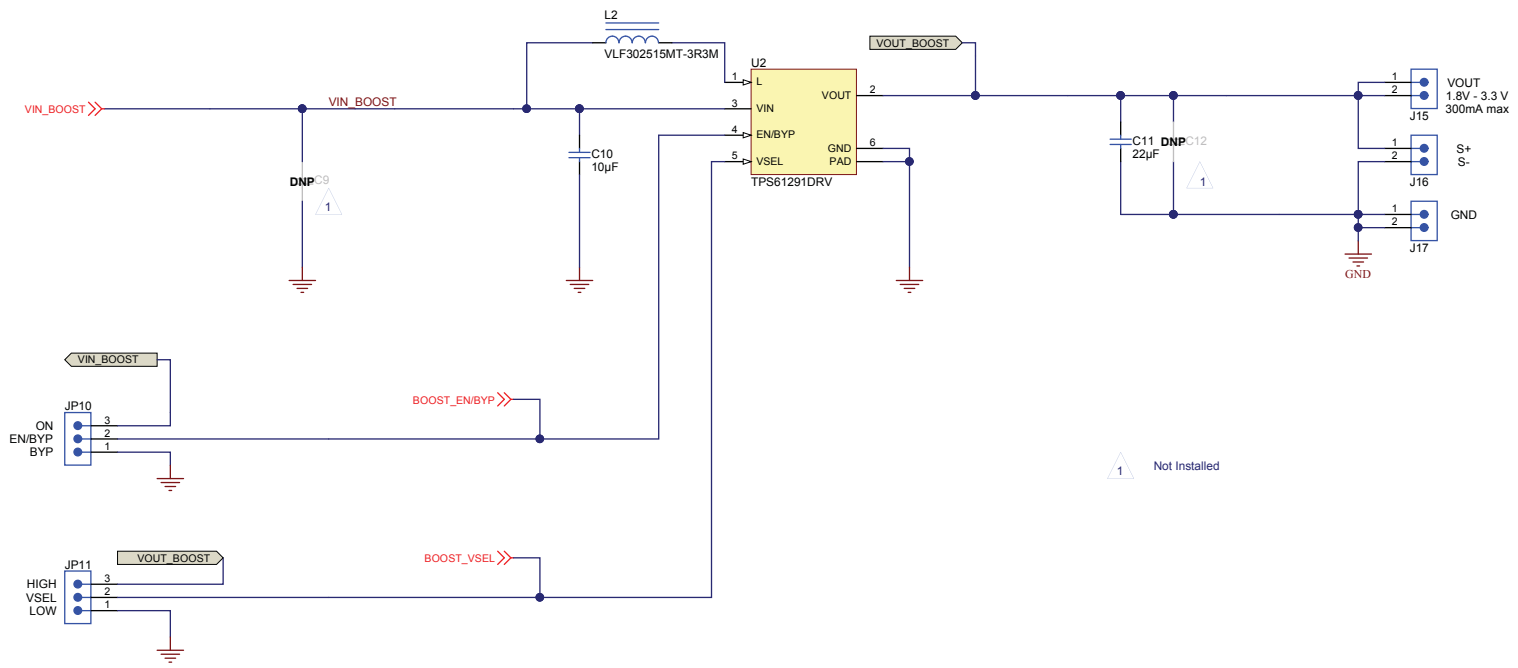 L2
VLF302515MT-3R3M
VIN_BOOST
VIN_BOOST
DNP C9
1
C10
10µF
U2
1 L
3 VIN
4 EN/BYP
5 VSEL
VOUT 2
GND 6
PAD
TPS61291DRV
VOUT_BOOST
C11
22µF
DNP C12
1
1
2
J15
VOUT
1.8V - 3.3 V
300mA max
1
2
J16
S+
S-
1
2
J17
GND
GND
VIN_BOOST
JP10
ON 3
EN/BYP 2
BYP 1
BOOST_EN/BYP
1 Not Installed
VOUT_BOOST
JP11
HIGH 3
VSEL 2
LOW 1
BOOST_VSEL